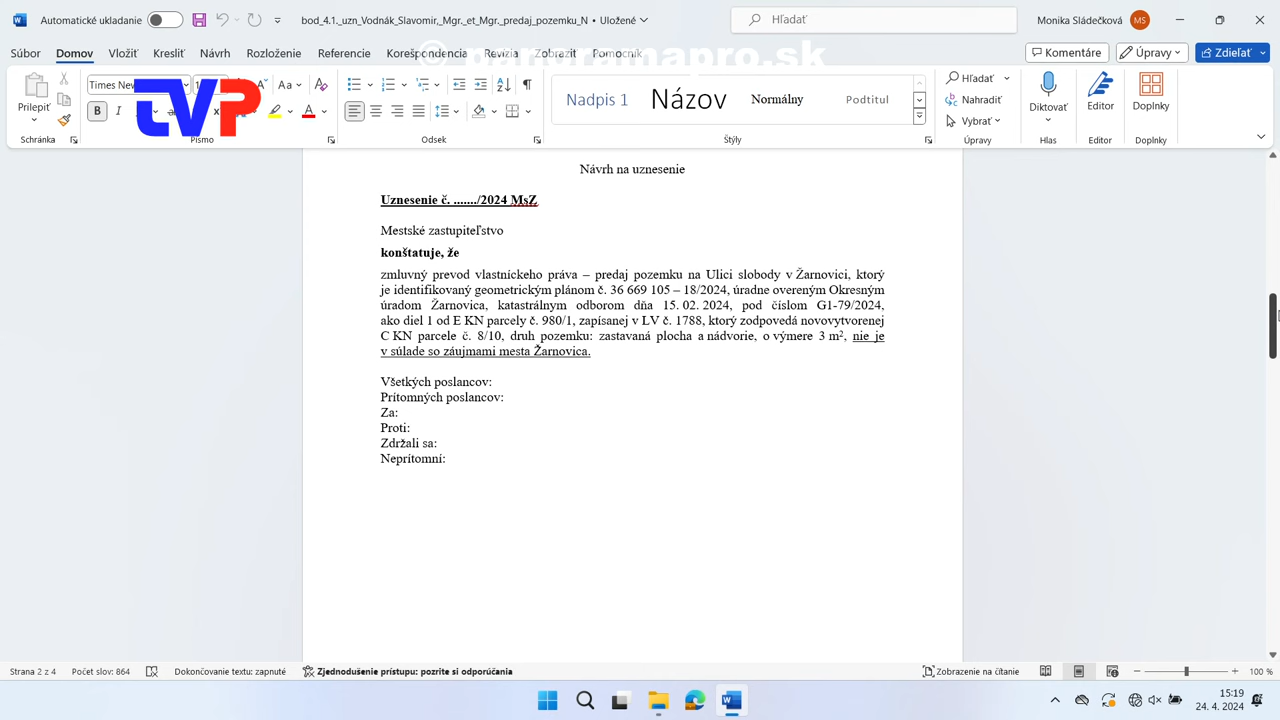 Automatické ukladanie
bod_4.1._uzn_Vodnák_Slavomir,_Mgr._et_Mgr._predaj_pozemku_N • Uložené
Hľadať
Monika Sládečková
MS
Súbor Domov Vložiť Kresliť Návrh Rozloženie Referencie Korešpondencia Revízia Zobraziť Pomocník
© panoramapro.sk
Komentáre
Úpravy
Zdieľať
Prilepiť
Schránka
Times New
Aa
B I
TVP
Písmo
Odsek
Nadpis 1
Názov
Normálny
Podtitul
Štýly
Hľadať
Nahradiť
Vybrať
Úpravy
Diktovať
Hlas
Editor
Editor
Doplnky
Doplnky
Návrh na uznesenie
Uznesenie č. ......./2024 MsZ
Mestské zastupiteľstvo
konštatuje, že
zmluvný prevod vlastníckeho práva – predaj pozemku na Ulici slobody v Žarnovici, ktorý
je identifikovaný geometrickým plánom č. 36 669 105 – 18/2024, úradne overeným Okresným
úradom Žarnovica, katastrálnym odborom dňa 15. 02. 2024, pod číslom G1-79/2024,
ako diel 1 od E KN parcely č. 980/1, zapísanej v LV č. 1788, ktorý zodpovedá novovytvorenej
C KN parcele č. 8/10, druh pozemku: zastavaná plocha a nádvorie, o výmere 3 m², nie je
v súlade so záujmami mesta Žarnovica.
Všetkých poslancov:
Prítomných poslancov:
Za:
Proti:
Zdržali sa:
Neprítomní:
Strana 2 z 4
Počet slov: 864
Dokončovanie textu: zapnuté
Zjednodušenie prístupu: pozrite si odporúčania
Zobrazenie na čítanie
100 %
15:19
24. 4. 2024